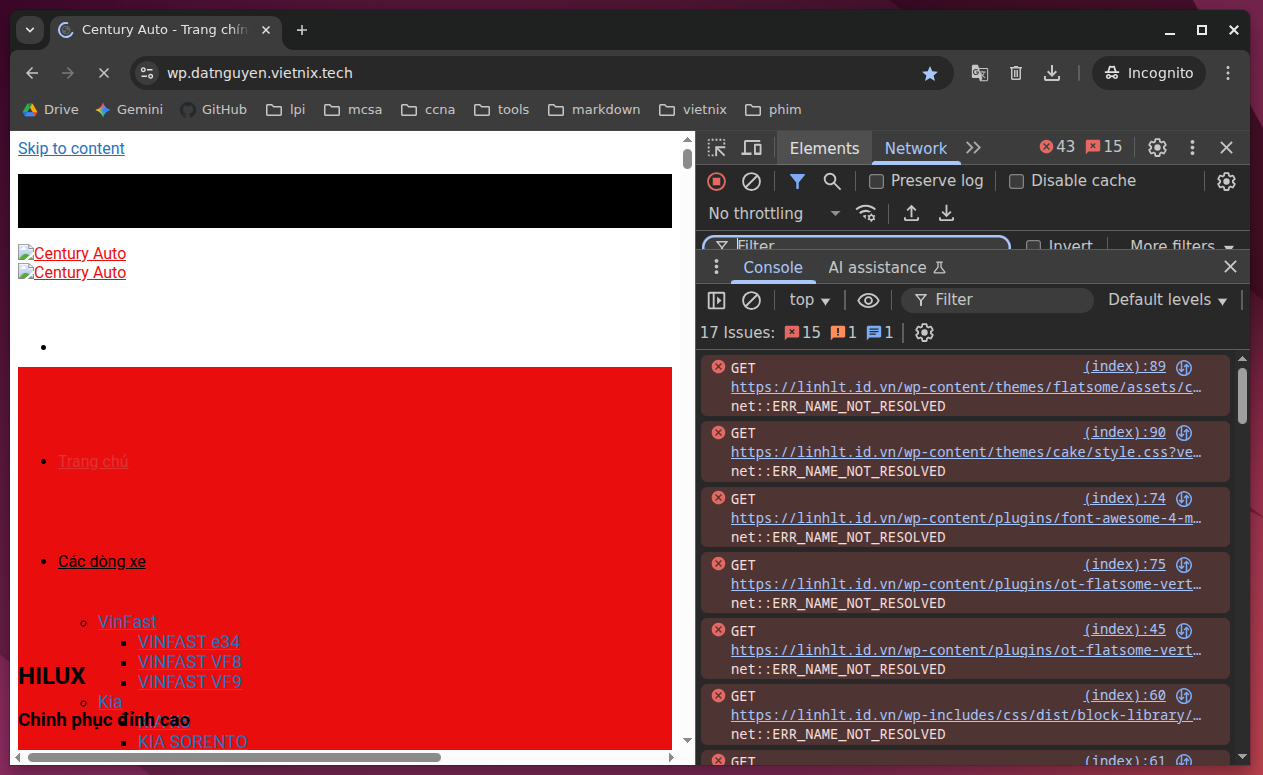 Century Auto - Trang chín
wp.datnguyen.vietnix.tech
Incognito
Drive
Gemini
GitHub
lpi
mcsa
ccna
tools
markdown
vietnix
phim
Skip to content
Century Auto
Century Auto
Trang chủ
Các dòng xe
VinFast
VINFAST e34
VINFAST VF8
VINFAST VF9
HILUX
Kia
Chinh phục đỉnh cao
KIA SORENTO
Elements
Network
43
15
Preserve log
Disable cache
No throttling
Filter
Invert
More filters
Console
AI assistance
top
Filter
Default levels
17 Issues:
15
1
1
GET (index):89
https://linhlt.id.vn/wp-content/themes/flatsome/assets/c…
net::ERR_NAME_NOT_RESOLVED
GET (index):90
https://linhlt.id.vn/wp-content/themes/cake/style.css?ve…
net::ERR_NAME_NOT_RESOLVED
GET (index):74
https://linhlt.id.vn/wp-content/plugins/font-awesome-4-m…
net::ERR_NAME_NOT_RESOLVED
GET (index):75
https://linhlt.id.vn/wp-content/plugins/ot-flatsome-vert…
net::ERR_NAME_NOT_RESOLVED
GET (index):45
https://linhlt.id.vn/wp-content/plugins/ot-flatsome-vert…
net::ERR_NAME_NOT_RESOLVED
GET (index):60
https://linhlt.id.vn/wp-includes/css/dist/block-library/…
net::ERR_NAME_NOT_RESOLVED
GET (index):61